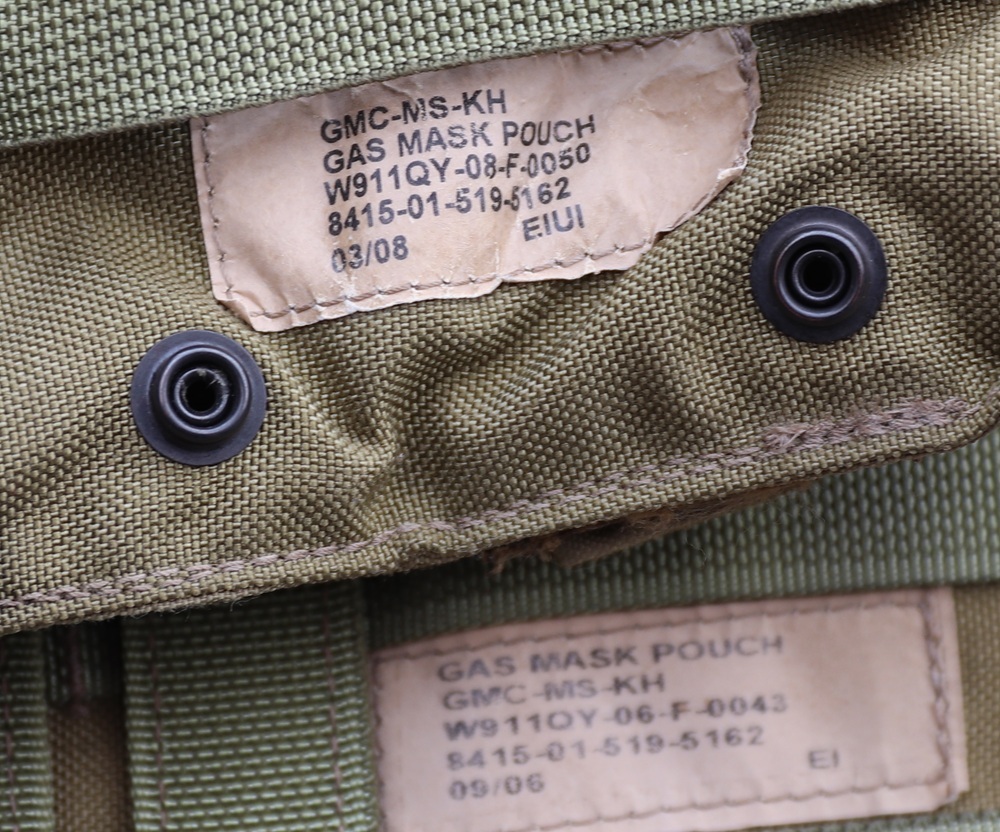 GMC-MS-KH
GAS MASK POUCH
W911QY-08-F-0050
8415-01-519-5162
03/08 EIUI
GAS MASK POUCH
GMC-MS-KH
W911QY-06-F-0043
8415-01-519-5162
09/06 EI